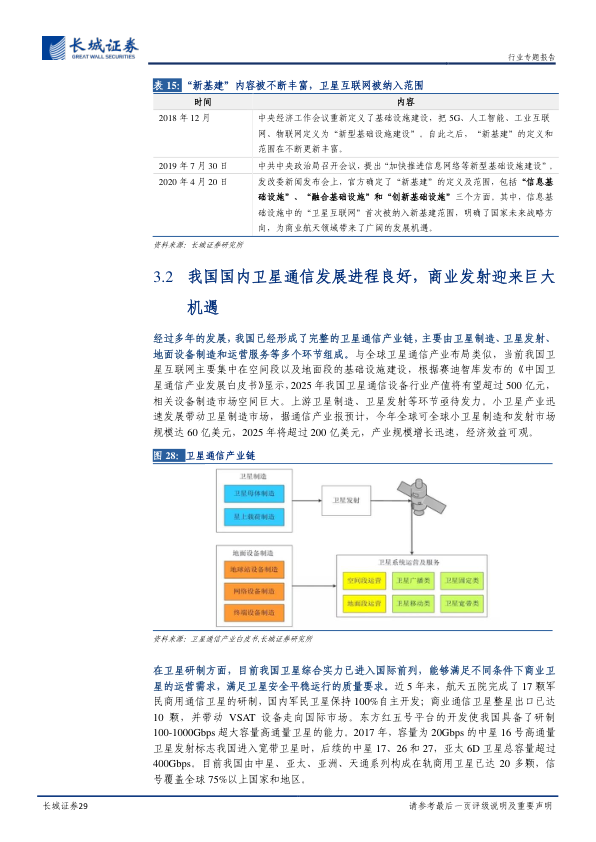 长城证券
GREAT WALL SECURITIES
行业专题报告
表 15: “新基建”内容被不断丰富，卫星互联网被纳入范围
时间 内容
2018 年 12 月 中央经济工作会议重新定义了基础设施建设，把 5G、人工智能、工业互联
网、物联网定义为“新型基础设施建设”。自此之后，“新基建”的定义和
范围在不断更新丰富。
2019 年 7 月 30 日 中共中央政治局召开会议，提出“加快推进信息网络等新型基础设施建设”。
2020 年 4 月 20 日 发改委新闻发布会上，官方确定了“新基建”的定义及范围，包括“信息基
础设施”、“融合基础设施”和“创新基础设施”三个方面。其中，信息基
础设施中的“卫星互联网”首次被纳入新基建范围，明确了国家未来战略方
向，为商业航天领域带来了广阔的发展机遇。
资料来源：长城证券研究所
3.2 我国国内卫星通信发展进程良好，商业发射迎来巨大
机遇
经过多年的发展，我国已经形成了完整的卫星通信产业链，主要由卫星制造、卫星发射、
地面设备制造和运营服务等多个环节组成。与全球卫星通信产业布局类似，当前我国卫
星互联网主要集中在空间段以及地面段的基础设施建设，根据赛迪智库发布的《中国卫
星通信产业发展白皮书》显示，2025 年我国卫星通信设备行业产值将有望超过 500 亿元，
相关设备制造市场空间巨大。上游卫星制造、卫星发射等环节亟待发力。小卫星产业迅
速发展带动卫星制造市场，据通信产业报预计，今年全球可全球小卫星制造和发射市场
规模达 60 亿美元，2025 年将超过 200 亿美元，产业规模增长迅速，经济效益可观。
图 28: 卫星通信产业链
卫星制造
卫星母体制造
星上载荷制造
卫星发射
地面设备制造
地球站设备制造
网络设备制造
终端设备制造
卫星系统运营及服务
空间段运营 卫星广播类 卫星固定类
地面段运营 卫星移动类 卫星宽带类
资料来源：卫星通信产业白皮书,长城证券研究所
在卫星研制方面，目前我国卫星综合实力已进入国际前列，能够满足不同条件下商业卫
星的运营需求，满足卫星安全平稳运行的质量要求。近 5 年来，航天五院完成了 17 颗军
民商用通信卫星的研制，国内军民卫星保持 100%自主开发；商业通信卫星整星出口已达
10 颗，并带动 VSAT 设备走向国际市场。东方红五号平台的开发使我国具备了研制
100-1000Gbps 超大容量高通量卫星的能力。2017 年，容量为 20Gbps 的中星 16 号高通量
卫星发射标志我国进入宽带卫星时，后续的中星 17、26 和 27，亚太 6D 卫星总容量超过
400Gbps。目前我国由中星、亚太、亚洲、天通系列构成在轨商用卫星已达 20 多颗，信
号覆盖全球 75%以上国家和地区。
长城证券29
请参考最后一页评级说明及重要声明